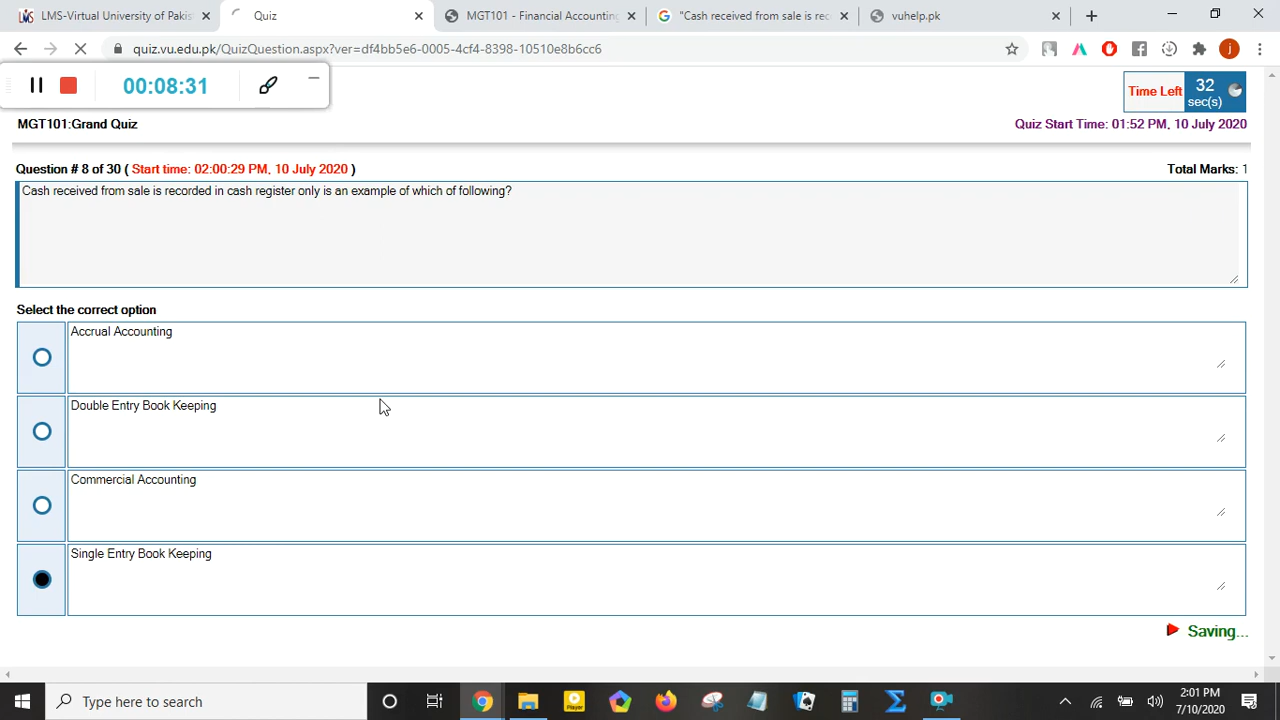 LMS-Virtual University of Pakis
Quiz
MGT101 - Financial Accounting
"Cash received from sale is rec
vuhelp.pk
quiz.vu.edu.pk/QuizQuestion.aspx?ver=df4bb5e6-0005-4cf4-8398-10510e8b6cc6
00:08:31
Time Left 32 sec(s)
MGT101:Grand Quiz
Quiz Start Time: 01:52 PM, 10 July 2020
Question # 8 of 30 ( Start time: 02:00:29 PM, 10 July 2020 )
Total Marks: 1
Cash received from sale is recorded in cash register only is an example of which of following?
Select the correct option
Accrual Accounting
Double Entry Book Keeping
Commercial Accounting
Single Entry Book Keeping
Saving...
Type here to search
2:01 PM
7/10/2020